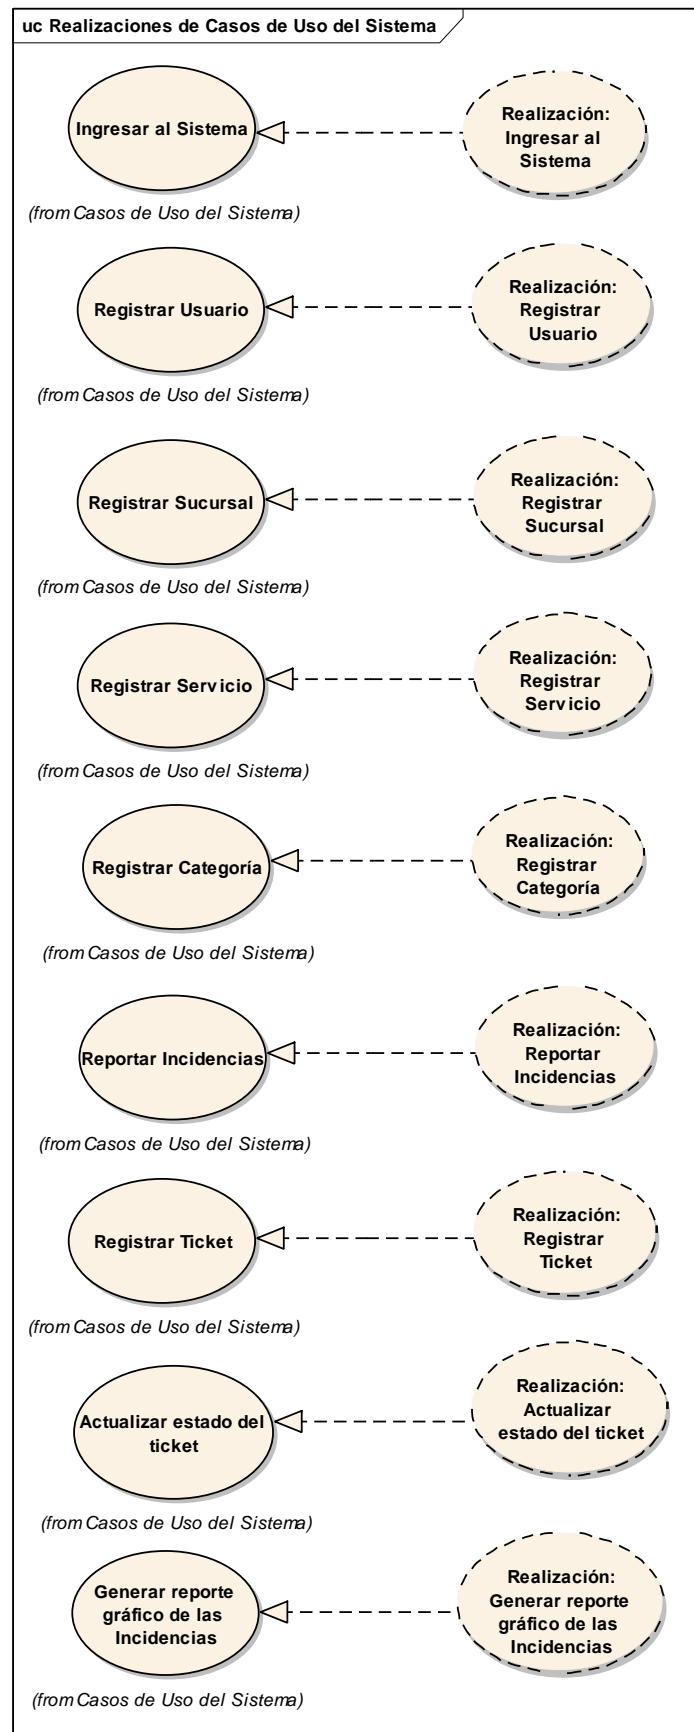 uc Realizaciones de Casos de Uso del Sistema
Ingresar al Sistema
Realización:
Ingresar al
Sistema
(from Casos de Uso del Sistema)
Registrar Usuario
Realización:
Registrar
Usuario
(from Casos de Uso del Sistema)
Registrar Sucursal
Realización:
Registrar
Sucursal
(from Casos de Uso del Sistema)
Registrar Servicio
Realización:
Registrar
Servicio
(from Casos de Uso del Sistema)
Registrar Categoría
Realización:
Registrar
Categoría
(from Casos de Uso del Sistema)
Reportar Incidencias
Realización:
Reportar
Incidencias
(from Casos de Uso del Sistema)
Registrar Ticket
Realización:
Registrar
Ticket
(from Casos de Uso del Sistema)
Actualizar estado del
ticket
Realización:
Actualizar
estado del ticket
(from Casos de Uso del Sistema)
Generar reporte
gráfico de las
Incidencias
Realización:
Generar reporte
gráfico de las
Incidencias
(from Casos de Uso del Sistema)